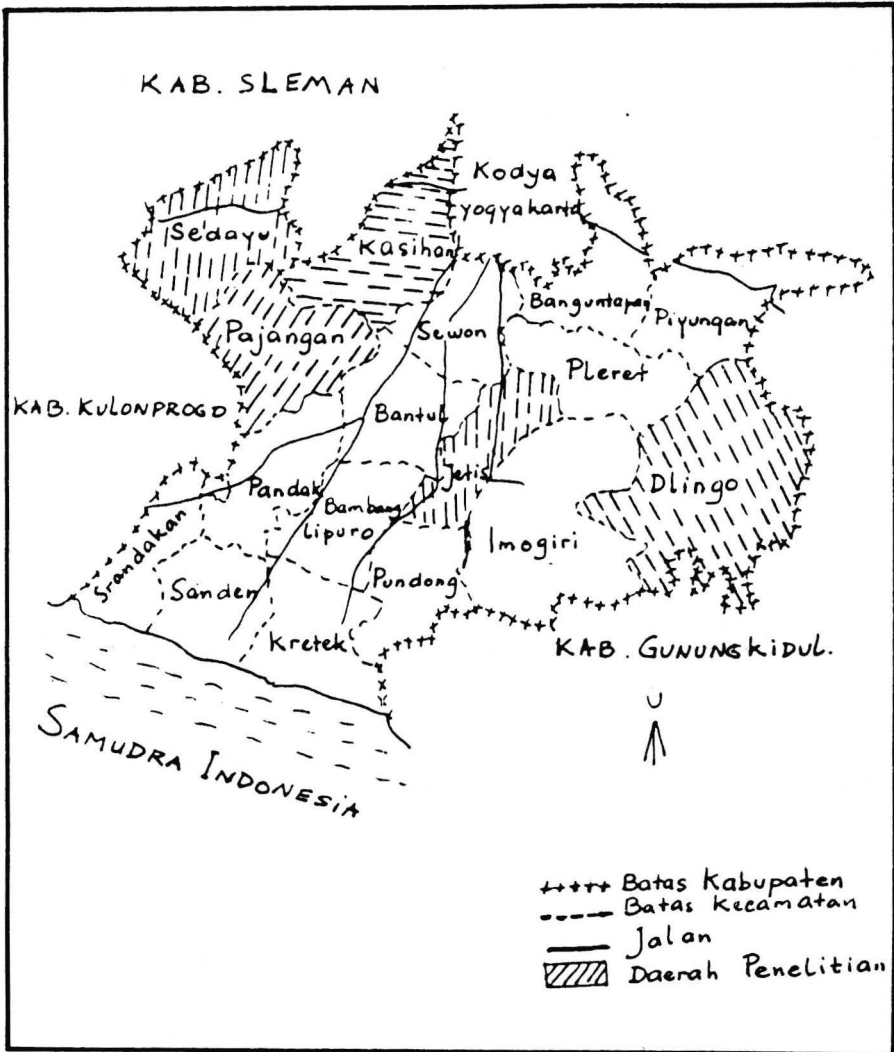 KAB. SLEMAN
Kodya
yogyakarta
Sedayu
Kasihan
Banguntapan
Piyungan
Sewon
Pajangan
Pleret
KAB. KULONPROGO
Bantul
Jetis
Dlingo
Pandak
Bambang
lipuro
Imogiri
Srandakan
Pundong
Sanden
Kretek
KAB. GUNUNGKIDUL.
U
SAMUDRA INDONESIA
Batas Kabupaten
Batas Kecamatan
Jalan
Daerah Penelitian